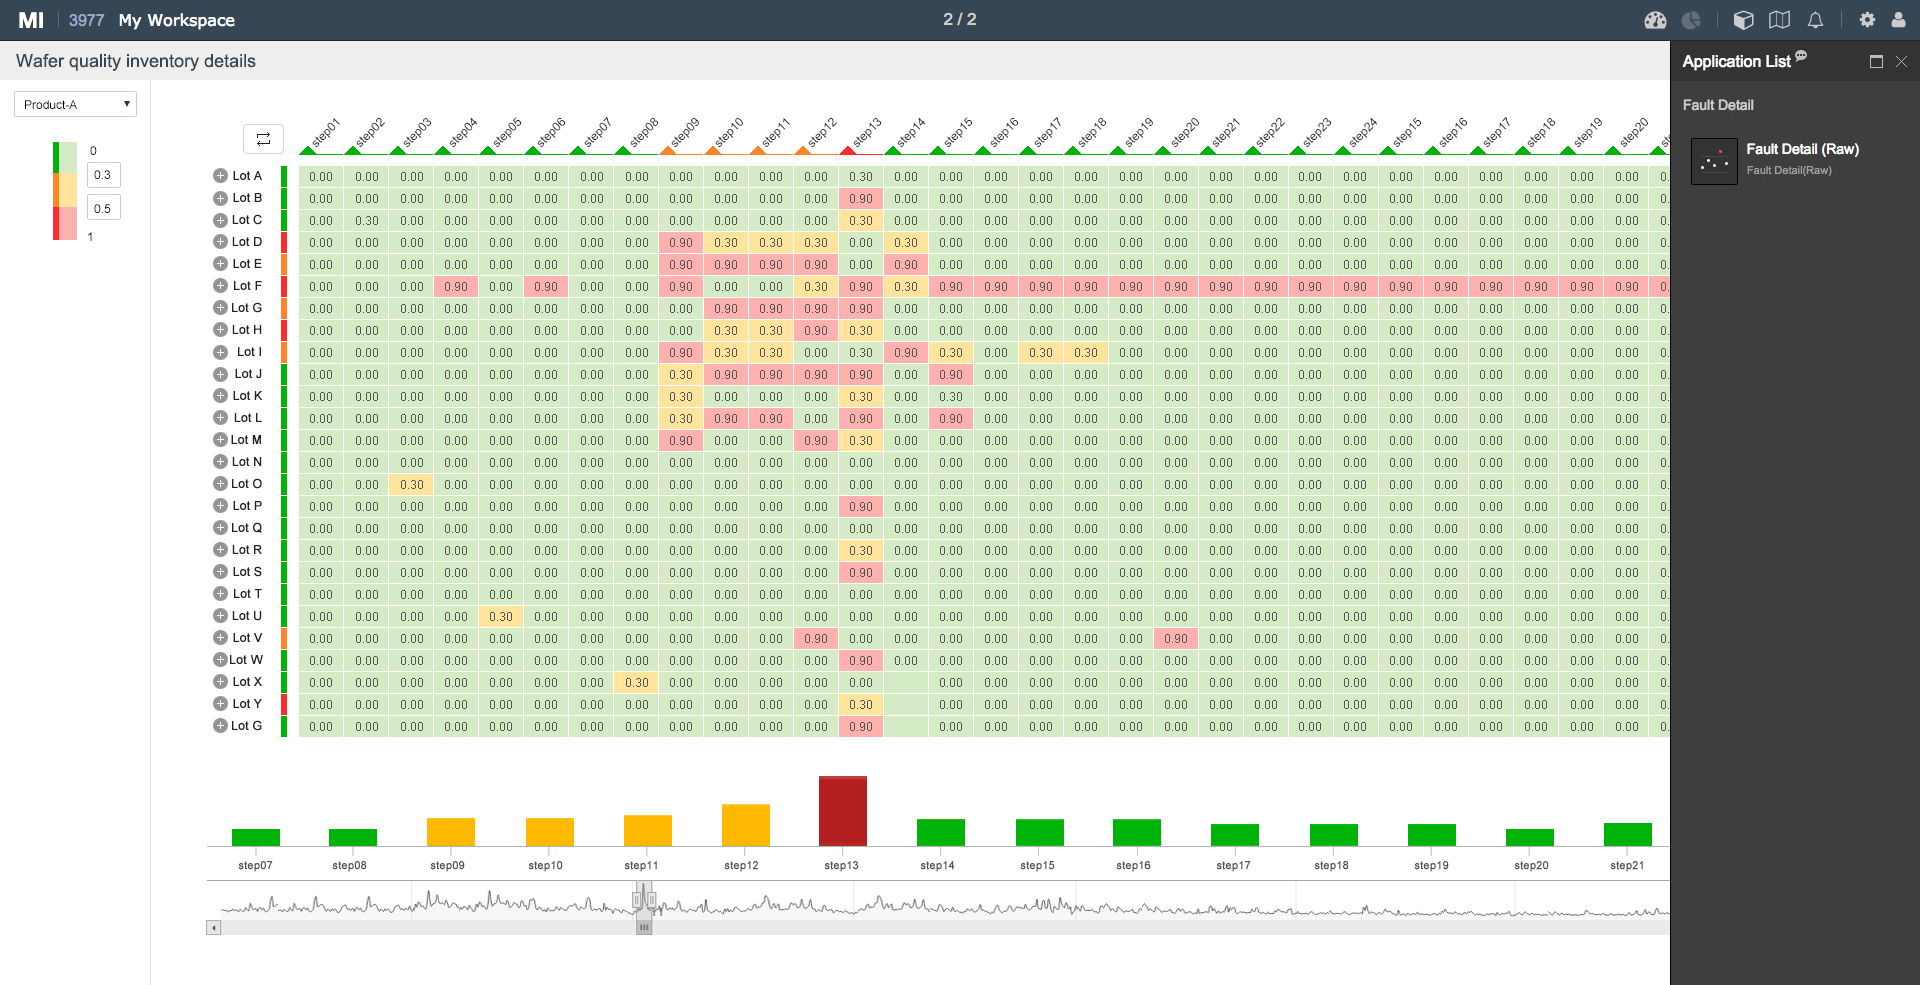 MI 3977 My Workspace 2 / 2
Wafer quality inventory details
Application List
Fault Detail
Fault Detail (Raw)
Fault Detail(Raw)
Product-A
0
0.3
0.5
1
step01 step02 step03 step04 step05 step06 step07 step08 step09 step10 step11 step12 step13 step14 step15 step16 step17 step18 step19 step20 step21 step22 step23 step24 step15 step16 step17 step18 step19 step20
Lot A 0.00 0.00 0.00 0.00 0.00 0.00 0.00 0.00 0.00 0.00 0.00 0.00 0.30 0.00 0.00 0.00 0.00 0.00 0.00 0.00 0.00 0.00 0.00 0.00 0.00 0.00 0.00 0.00 0.00 0.00 0.
Lot B 0.00 0.00 0.00 0.00 0.00 0.00 0.00 0.00 0.00 0.00 0.00 0.00 0.90 0.00 0.00 0.00 0.00 0.00 0.00 0.00 0.00 0.00 0.00 0.00 0.00 0.00 0.00 0.00 0.00 0.00 0.
Lot C 0.00 0.30 0.00 0.00 0.00 0.00 0.00 0.00 0.00 0.00 0.00 0.00 0.30 0.00 0.00 0.00 0.00 0.00 0.00 0.00 0.00 0.00 0.00 0.00 0.00 0.00 0.00 0.00 0.00 0.00 0.
Lot D 0.00 0.00 0.00 0.00 0.00 0.00 0.00 0.00 0.90 0.30 0.30 0.30 0.00 0.30 0.00 0.00 0.00 0.00 0.00 0.00 0.00 0.00 0.00 0.00 0.00 0.00 0.00 0.00 0.00 0.00 0.
Lot E 0.00 0.00 0.00 0.00 0.00 0.00 0.00 0.00 0.90 0.90 0.90 0.90 0.00 0.90 0.00 0.00 0.00 0.00 0.00 0.00 0.00 0.00 0.00 0.00 0.00 0.00 0.00 0.00 0.00 0.00 0.
Lot F 0.00 0.00 0.00 0.90 0.00 0.90 0.00 0.00 0.90 0.00 0.00 0.30 0.90 0.30 0.90 0.90 0.90 0.90 0.90 0.90 0.90 0.90 0.90 0.90 0.90 0.90 0.90 0.90 0.90 0.90 0.
Lot G 0.00 0.00 0.00 0.00 0.00 0.00 0.00 0.00 0.00 0.90 0.90 0.90 0.90 0.00 0.00 0.00 0.00 0.00 0.00 0.00 0.00 0.00 0.00 0.00 0.00 0.00 0.00 0.00 0.00 0.00 0.
Lot H 0.00 0.00 0.00 0.00 0.00 0.00 0.00 0.00 0.00 0.30 0.30 0.90 0.30 0.00 0.00 0.00 0.00 0.00 0.00 0.00 0.00 0.00 0.00 0.00 0.00 0.00 0.00 0.00 0.00 0.00 0.
Lot I 0.00 0.00 0.00 0.00 0.00 0.00 0.00 0.00 0.90 0.30 0.30 0.00 0.30 0.90 0.30 0.00 0.30 0.30 0.00 0.00 0.00 0.00 0.00 0.00 0.00 0.00 0.00 0.00 0.00 0.00 0.
Lot J 0.00 0.00 0.00 0.00 0.00 0.00 0.00 0.00 0.30 0.90 0.90 0.90 0.90 0.00 0.90 0.00 0.00 0.00 0.00 0.00 0.00 0.00 0.00 0.00 0.00 0.00 0.00 0.00 0.00 0.00 0.
Lot K 0.00 0.00 0.00 0.00 0.00 0.00 0.00 0.00 0.30 0.00 0.00 0.00 0.30 0.00 0.30 0.00 0.00 0.00 0.00 0.00 0.00 0.00 0.00 0.00 0.00 0.00 0.00 0.00 0.00 0.00 0.
Lot L 0.00 0.00 0.00 0.00 0.00 0.00 0.00 0.00 0.30 0.90 0.90 0.00 0.90 0.00 0.90 0.00 0.00 0.00 0.00 0.00 0.00 0.00 0.00 0.00 0.00 0.00 0.00 0.00 0.00 0.00 0.
Lot M 0.00 0.00 0.00 0.00 0.00 0.00 0.00 0.00 0.90 0.00 0.00 0.90 0.30 0.00 0.00 0.00 0.00 0.00 0.00 0.00 0.00 0.00 0.00 0.00 0.00 0.00 0.00 0.00 0.00 0.00 0.
Lot N 0.00 0.00 0.00 0.00 0.00 0.00 0.00 0.00 0.00 0.00 0.00 0.00 0.00 0.00 0.00 0.00 0.00 0.00 0.00 0.00 0.00 0.00 0.00 0.00 0.00 0.00 0.00 0.00 0.00 0.00 0.
Lot O 0.00 0.00 0.30 0.00 0.00 0.00 0.00 0.00 0.00 0.00 0.00 0.00 0.00 0.00 0.00 0.00 0.00 0.00 0.00 0.00 0.00 0.00 0.00 0.00 0.00 0.00 0.00 0.00 0.00 0.00 0.
Lot P 0.00 0.00 0.00 0.00 0.00 0.00 0.00 0.00 0.00 0.00 0.00 0.00 0.90 0.00 0.00 0.00 0.00 0.00 0.00 0.00 0.00 0.00 0.00 0.00 0.00 0.00 0.00 0.00 0.00 0.00 0.
Lot Q 0.00 0.00 0.00 0.00 0.00 0.00 0.00 0.00 0.00 0.00 0.00 0.00 0.00 0.00 0.00 0.00 0.00 0.00 0.00 0.00 0.00 0.00 0.00 0.00 0.00 0.00 0.00 0.00 0.00 0.00 0.
Lot R 0.00 0.00 0.00 0.00 0.00 0.00 0.00 0.00 0.00 0.00 0.00 0.00 0.30 0.00 0.00 0.00 0.00 0.00 0.00 0.00 0.00 0.00 0.00 0.00 0.00 0.00 0.00 0.00 0.00 0.00 0.
Lot S 0.00 0.00 0.00 0.00 0.00 0.00 0.00 0.00 0.00 0.00 0.00 0.00 0.90 0.00 0.00 0.00 0.00 0.00 0.00 0.00 0.00 0.00 0.00 0.00 0.00 0.00 0.00 0.00 0.00 0.00 0.
Lot T 0.00 0.00 0.00 0.00 0.00 0.00 0.00 0.00 0.00 0.00 0.00 0.00 0.00 0.00 0.00 0.00 0.00 0.00 0.00 0.00 0.00 0.00 0.00 0.00 0.00 0.00 0.00 0.00 0.00 0.00 0.
Lot U 0.00 0.00 0.00 0.00 0.30 0.00 0.00 0.00 0.00 0.00 0.00 0.00 0.00 0.00 0.00 0.00 0.00 0.00 0.00 0.00 0.00 0.00 0.00 0.00 0.00 0.00 0.00 0.00 0.00 0.00 0.
Lot V 0.00 0.00 0.00 0.00 0.00 0.00 0.00 0.00 0.00 0.00 0.00 0.90 0.00 0.00 0.00 0.00 0.00 0.00 0.00 0.90 0.00 0.00 0.00 0.00 0.00 0.00 0.00 0.00 0.00 0.00 0.
Lot W 0.00 0.00 0.00 0.00 0.00 0.00 0.00 0.00 0.00 0.00 0.00 0.00 0.90 0.00 0.00 0.00 0.00 0.00 0.00 0.00 0.00 0.00 0.00 0.00 0.00 0.00 0.00 0.00 0.00 0.00 0.
Lot X 0.00 0.00 0.00 0.00 0.00 0.00 0.00 0.30 0.00 0.00 0.00 0.00 0.00 0.00 0.00 0.00 0.00 0.00 0.00 0.00 0.00 0.00 0.00 0.00 0.00 0.00 0.00 0.00 0.00 0.
Lot Y 0.00 0.00 0.00 0.00 0.00 0.00 0.00 0.00 0.00 0.00 0.00 0.00 0.30 0.00 0.00 0.00 0.00 0.00 0.00 0.00 0.00 0.00 0.00 0.00 0.00 0.00 0.00 0.00 0.00 0.
Lot G 0.00 0.00 0.00 0.00 0.00 0.00 0.00 0.00 0.00 0.00 0.00 0.00 0.90 0.00 0.00 0.00 0.00 0.00 0.00 0.00 0.00 0.00 0.00 0.00 0.00 0.00 0.00 0.00 0.00 0.
step07 step08 step09 step10 step11 step12 step13 step14 step15 step16 step17 step18 step19 step20 step21